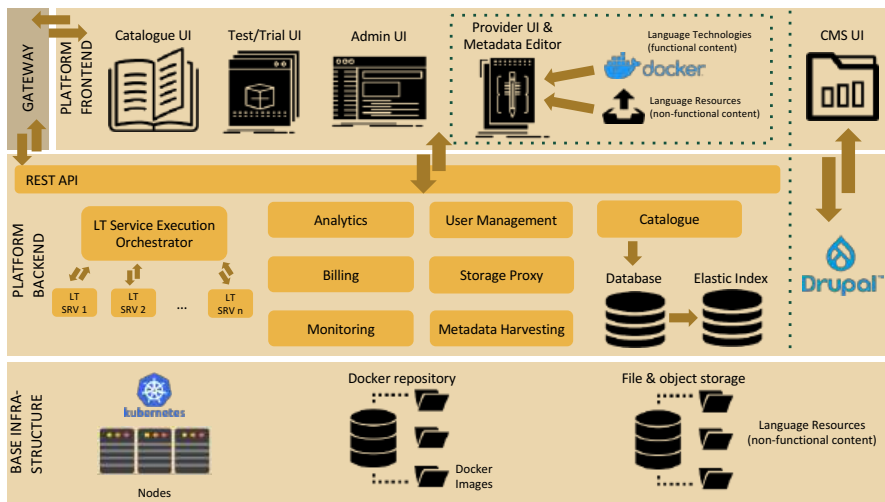 GATEWAY
PLATFORM
FRONTEND
Catalogue UI
Test/Trial UI
Admin UI
Provider UI &
Metadata Editor
Language Technologies
(functional content)
docker
Language Resources
(non-functional content)
CMS UI
PLATFORM
BACKEND
REST API
LT Service Execution
Orchestrator
LT
SRV 1
LT
SRV 2
...
LT
SRV n
Analytics
User Management
Billing
Storage Proxy
Monitoring
Metadata Harvesting
Catalogue
Database
Elastic Index
Drupal™
BASE INFRA-
STRUCTURE
kubernetes
Nodes
Docker repository
Docker
Images
File & object storage
Language Resources
(non-functional content)